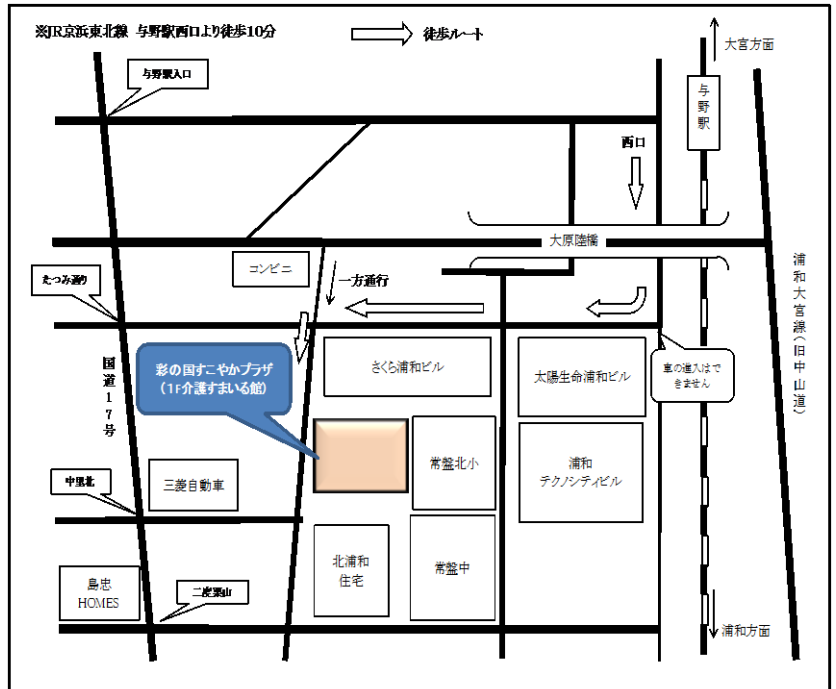 ※JR京浜東北線 与野駅西口より徒歩10分
徒歩ルート
大宮方面
与野駅入口
与野駅
西口
大原陸橋
コンビニ
一方通行
たつみ通り
浦和大宮線(旧中山道)
彩の国すこやかプラザ
(1F介護すまいる館)
さくら浦和ビル
太陽生命浦和ビル
車の進入はで
きません
国道17号
常盤北小
浦和
テクノシティビル
三菱自動車
中里北
北浦和
住宅
常盤中
島忠
HOMES
二度栗山
浦和方面